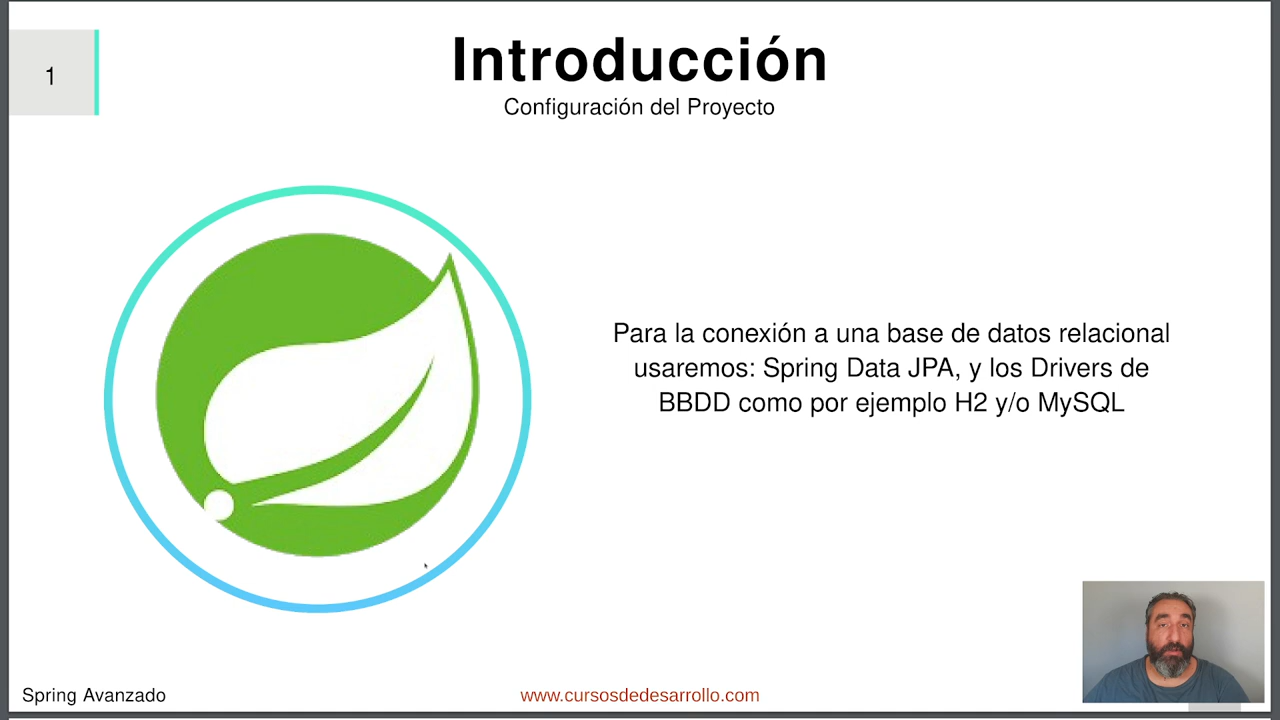 1
Introducción
Configuración del Proyecto
Para la conexión a una base de datos relacional
usaremos: Spring Data JPA, y los Drivers de
BBDD como por ejemplo H2 y/o MySQL
Spring Avanzado
www.cursosdedesarrollo.com